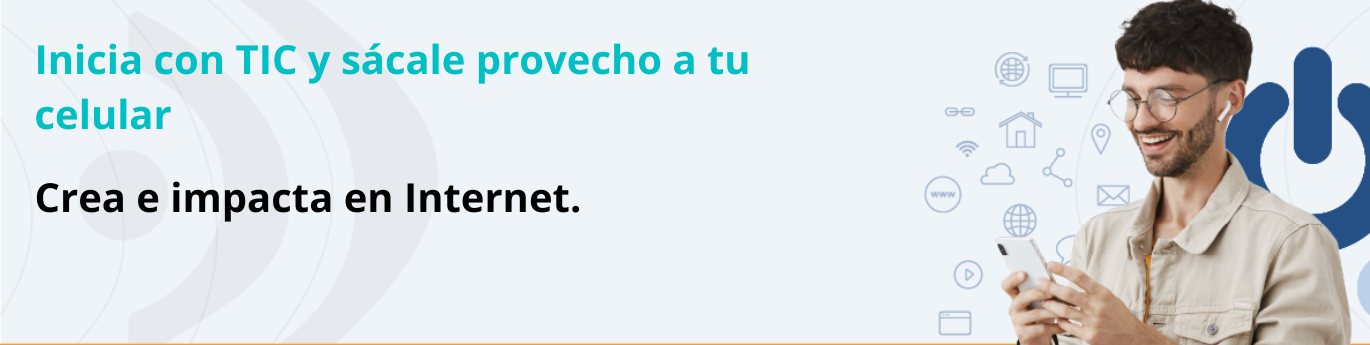 Inicia con TIC y sácale provecho a tu
celular
Crea e impacta en Internet.
www